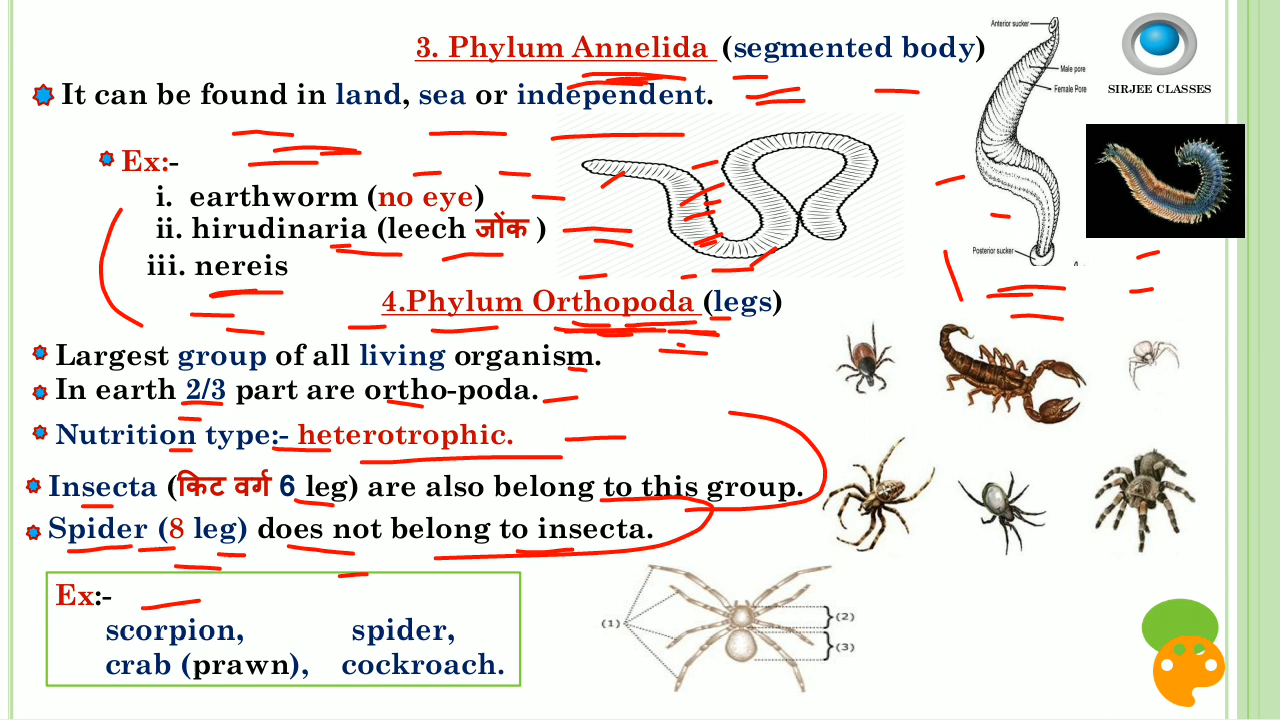 3. Phylum Annelida (segmented body)
It can be found in land, sea or independent.
Ex:-
i. earthworm (no eye)
ii. hirudinaria (leech जोंक )
iii. nereis
Anterior sucker
Male pore
Female Pore
Posterior sucker
A
SIRJEE CLASSES
4.Phylum Orthopoda (legs)
Largest group of all living organism.
In earth 2/3 part are ortho-poda.
Nutrition type:- heterotrophic.
Insecta (किट वर्ग 6 leg) are also belong to this group.
Spider (8 leg) does not belong to insecta.
Ex:-
scorpion, spider,
crab (prawn), cockroach.
(1)
(2)
(3)